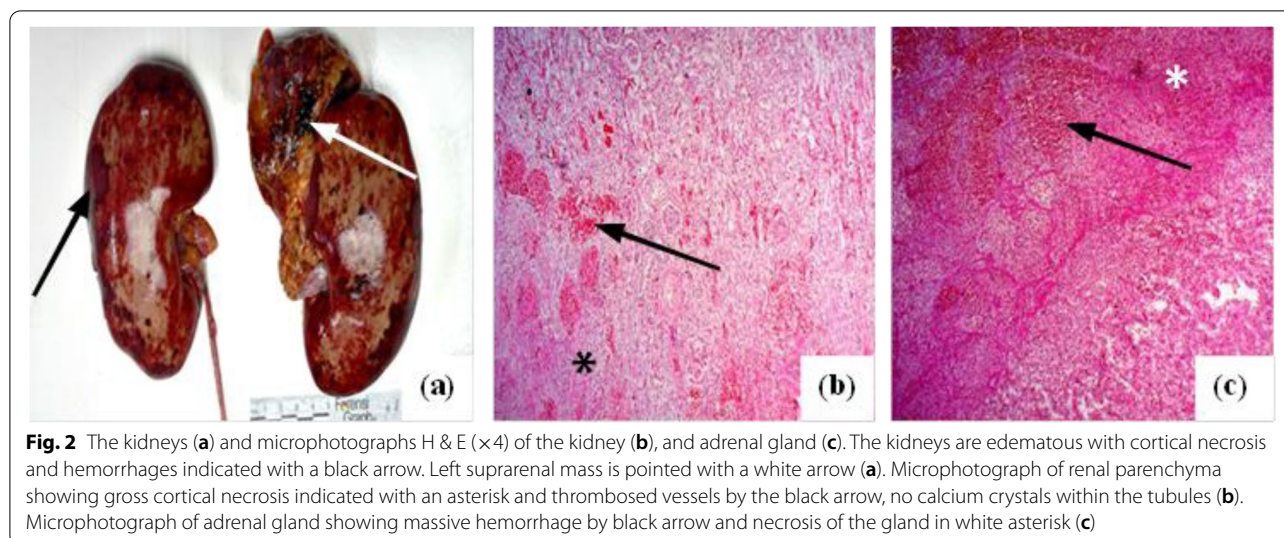 (a)
(b)
(c)
Fig. 2 The kidneys (a) and microphotographs H & E (×4) of the kidney (b), and adrenal gland (c). The kidneys are edematous with cortical necrosis
and hemorrhages indicated with a black arrow. Left suprarenal mass is pointed with a white arrow (a). Microphotograph of renal parenchyma
showing gross cortical necrosis indicated with an asterisk and thrombosed vessels by the black arrow, no calcium crystals within the tubules (b).
Microphotograph of adrenal gland showing massive hemorrhage by black arrow and necrosis of the gland in white asterisk (c)